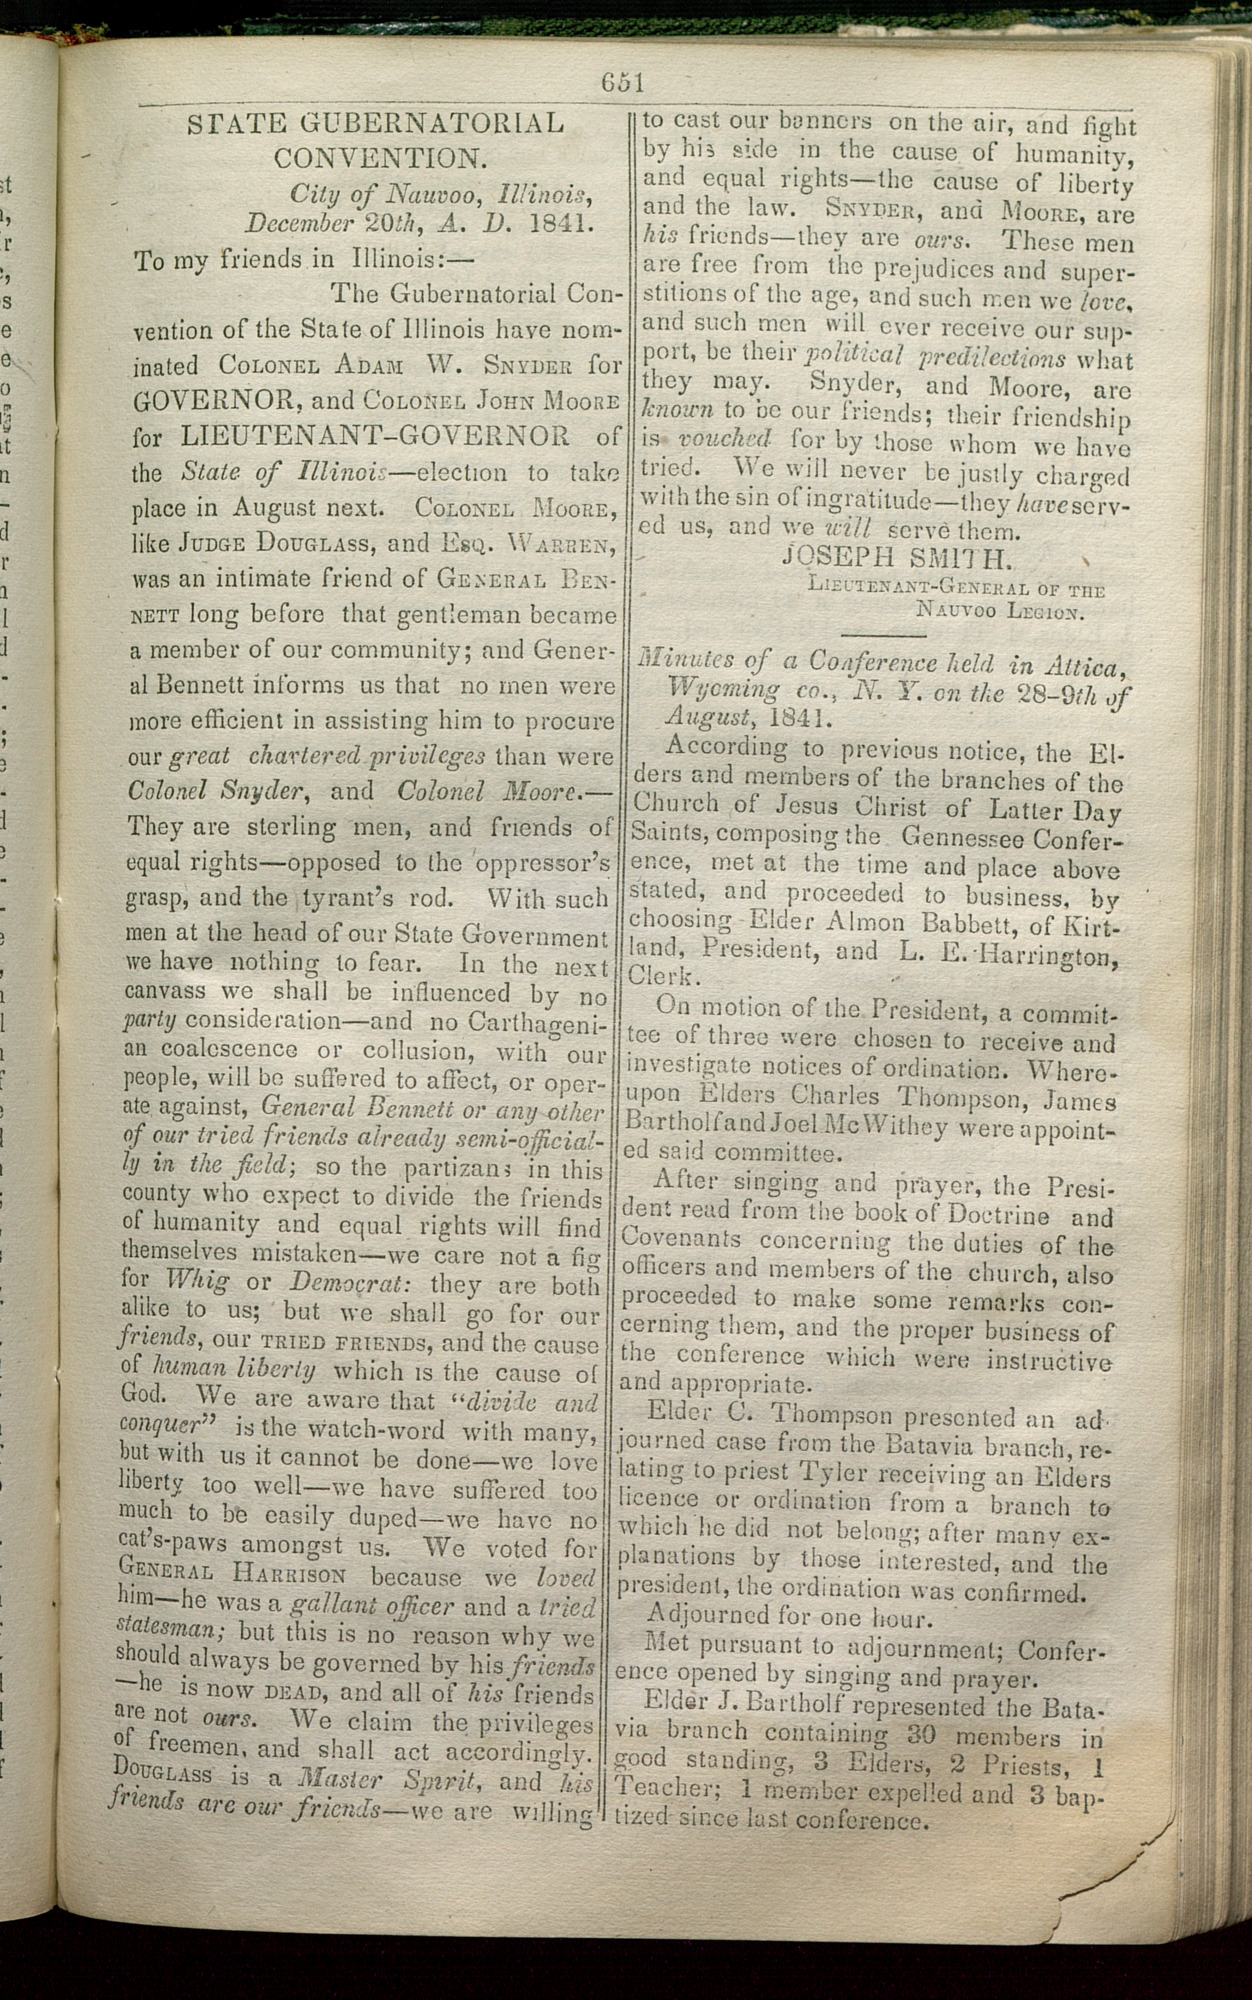 651
STATE GUBERNATORIAL
CONVENTION.
City of Nauvoo, Illinois,
December 20th, A. D. 1841.
To my friends in Illinois:—
The Gubernatorial Con-
vention of the State of Illinois have nom-
inated COLONEL ADAM W. SNYDER for
GOVERNOR, and COLONEL JOHN MOORE
for LIEUTENANT-GOVERNOR of
the State of Illinois—election to take
place in August next. COLONEL MOORE,
like JUDGE DOUGLASS, and ESQ. WARREN,
was an intimate friend of GENERAL BEN-
NETT long before that gentleman became
a member of our community; and Gener-
al Bennett informs us that no men were
more efficient in assisting him to procure
our great chartered privileges than were
Colonel Snyder, and Colonel Moore.—
They are sterling men, and friends of
equal rights—opposed to the oppressor's
grasp, and the tyrant's rod. With such
men at the head of our State Government
we have nothing to fear. In the next
canvass we shall be influenced by no
party consideration—and no Carthageni-
an coalescence or collusion, with our
people, will be suffered to affect, or oper-
ate against, General Bennett or any other
of our tried friends already semi-official-
ly in the field; so the partizans in this
county who expect to divide the friends
of humanity and equal rights will find
themselves mistaken—we care not a fig
for Whig or Democrat: they are both
alike to us; but we shall go for our
friends, our TRIED FRIENDS, and the cause
of human liberty which is the cause of
God. We are aware that "divide and
conquer" is the watch-word with many,
but with us it cannot be done—we love
liberty too well—we have suffered too
much to be easily duped—we have no
cat's-paws amongst us. We voted for
GENERAL HARRISON because we loved
him—he was a gallant officer and a tried
statesman; but this is no reason why we
should always be governed by his friends
—he is now DEAD, and all of his friends
are not ours. We claim the privileges
of freemen, and shall act accordingly.
DOUGLASS is a Master Spirit, and his
friends are our friends—we are willing
to cast our banners on the air, and fight
by his side in the cause of humanity,
and equal rights—the cause of liberty
and the law. SNYDER, and MOORE, are
his friends—they are ours. These men
are free from the prejudices and super-
stitions of the age, and such men we love,
and such men will ever receive our sup-
port, be their political predilections what
they may. Snyder, and Moore, are
known to be our friends; their friendship
is vouched for by those whom we have
tried. We will never be justly charged
with the sin of ingratitude—they have serv-
ed us, and we will serve them.
JOSEPH SMITH.
LIEUTENANT-GENERAL OF THE
NAUVOO LEGION.
Minutes of a Conference held in Attica,
Wyoming co., N. Y. on the 28-9th of
August, 1841.
According to previous notice, the El-
ders and members of the branches of the
Church of Jesus Christ of Latter Day
Saints, composing the Gennessee Confer-
ence, met at the time and place above
stated, and proceeded to business, by
choosing Elder Almon Babbett, of Kirt-
land, President, and L. E. Harrington,
Clerk.
On motion of the President, a commit-
tee of three were chosen to receive and
investigate notices of ordination. Where-
upon Elders Charles Thompson, James
Bartholf and Joel McWithey were appoint-
ed said committee.
After singing and prayer, the Presi-
dent read from the book of Doctrine and
Covenants concerning the duties of the
officers and members of the church, also
proceeded to make some remarks con-
cerning them, and the proper business of
the conference which were instructive
and appropriate.
Elder C. Thompson presented an ad-
journed case from the Batavia branch, re-
lating to priest Tyler receiving an Elders
licence or ordination from a branch to
which he did not belong; after many ex-
planations by those interested, and the
president, the ordination was confirmed.
Adjourned for one hour.
Met pursuant to adjournment; Confer-
ence opened by singing and prayer.
Elder J. Bartholf represented the Bata-
via branch containing 30 members in
good standing, 3 Elders, 2 Priests, 1
Teacher; 1 member expelled and 3 bap-
tized since last conference.